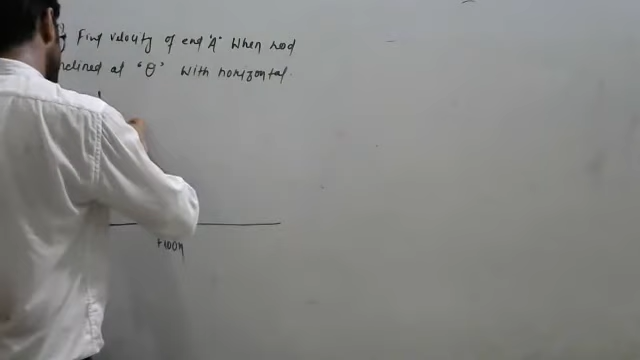 Find velocity of end "A" when rod
inclined at "θ" with horizontal.
Floor